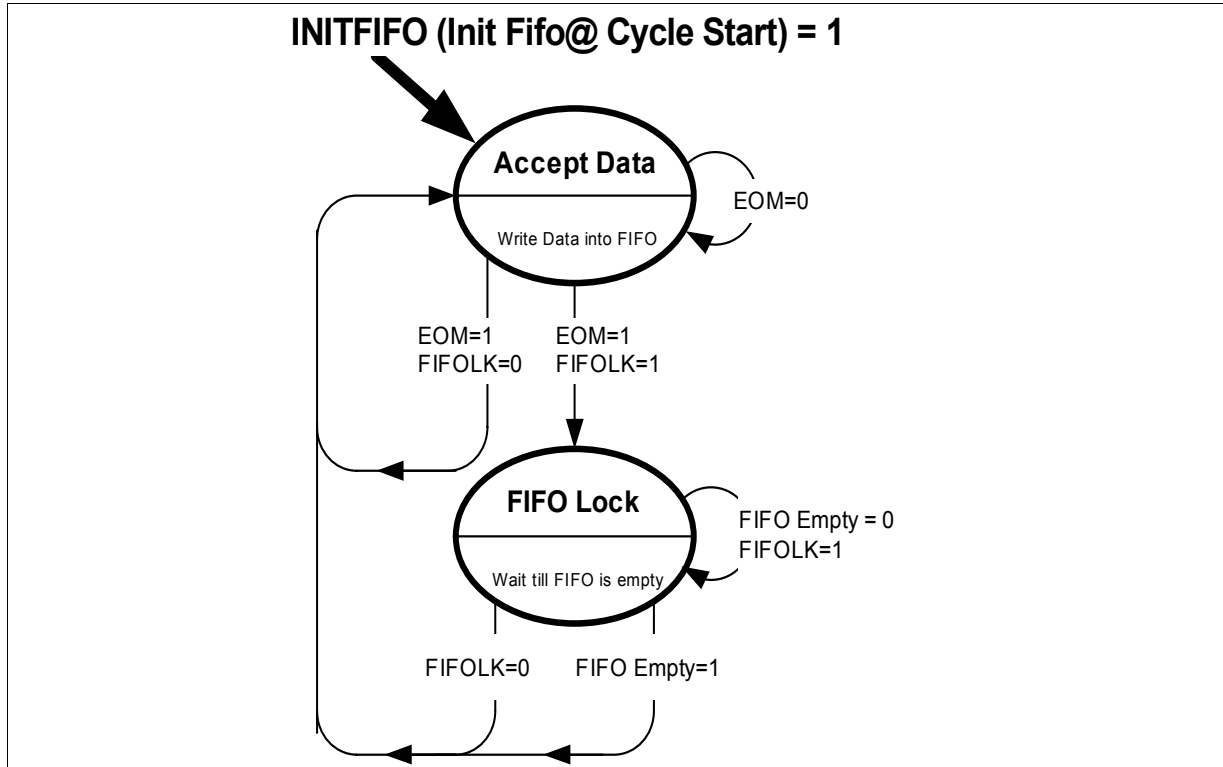 INITFIFO (Init Fifo@ Cycle Start) = 1
Accept Data
EOM=0
Write Data into FIFO
EOM=1
FIFOLK=0
EOM=1
FIFOLK=1
FIFO Lock
FIFO Empty = 0
FIFOLK=1
Wait till FIFO is empty
FIFOLK=0
FIFO Empty=1